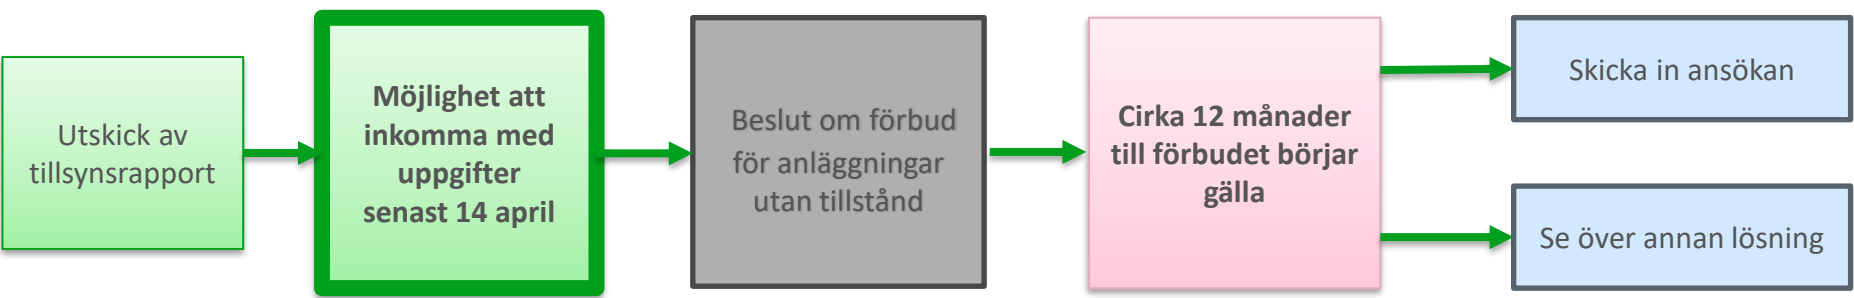 Utskick av
tillsynsrapport
Möjlighet att
inkomma med
uppgifter
senast 14 april
Beslut om förbud
för anläggningar
utan tillstånd
Cirka 12 månader
till förbudet börjar
gälla
Skicka in ansökan
Se över annan lösning